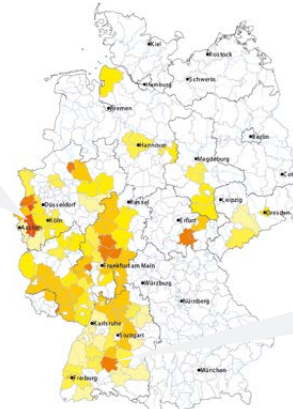 Kiel
Rostock
Schwerin
Hamburg
Bremen
Berlin
Hannover
Magdeburg
Cot
Düsseldorf
Kassel
Leipzig
Köln
Erfurt
Dresden
Aachen
Frankfurt am Main
Würzburg
Nürnberg
Karlsruhe
Stuttgart
Freiburg
München